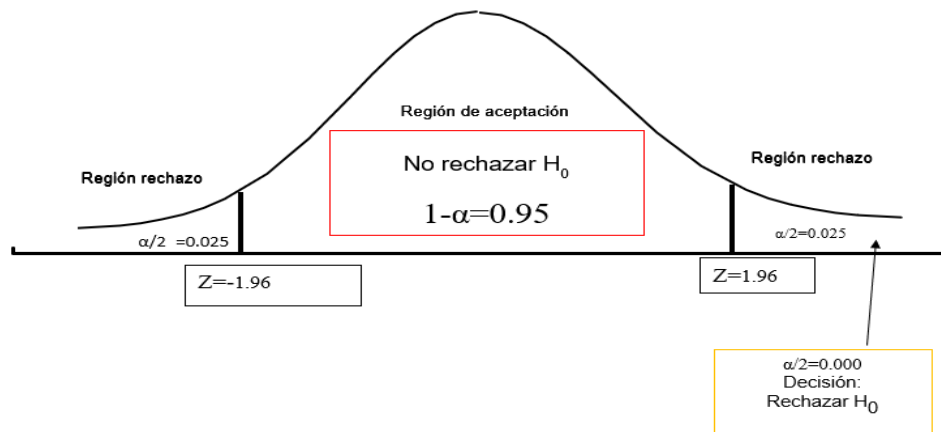 Región de aceptación
No rechazar H₀
1-α=0.95
Región rechazo
Región rechazo
α/2 =0.025
α/2=0.025
Z=-1.96
Z=1.96
α/2=0.000
Decisión:
Rechazar H₀